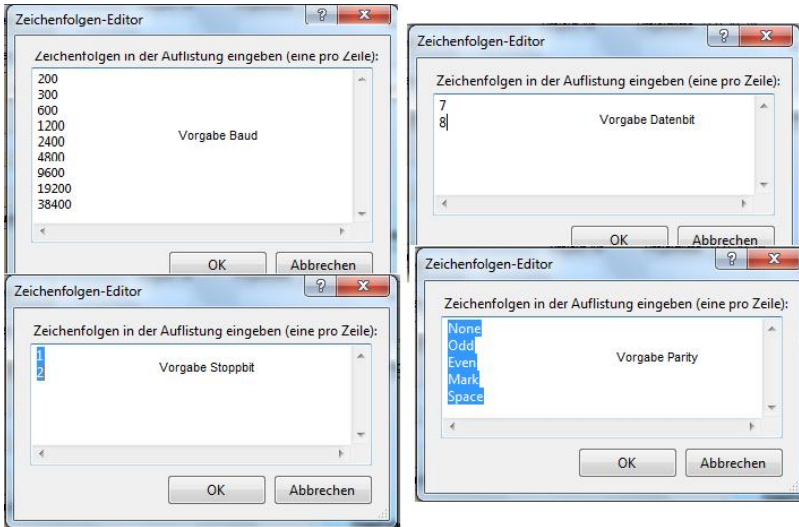 Zeichenfolgen-Editor
Zeichenfolgen in der Auflistung eingeben (eine pro Zeile):
200
300
600
1200
2400
4800
9600
19200
38400
Vorgabe Baud
OK
Abbrechen
Zeichenfolgen-Editor
Zeichenfolgen in der Auflistung eingeben (eine pro Zeile):
7
8
Vorgabe Datenbit
OK
Abbrechen
Zeichenfolgen-Editor
Zeichenfolgen in der Auflistung eingeben (eine pro Zeile):
1
2
Vorgabe Stoppbit
OK
Abbrechen
Zeichenfolgen-Editor
Zeichenfolgen in der Auflistung eingeben (eine pro Zeile):
None
Odd
Even
Mark
Space
Vorgabe Parity
OK
Abbrechen